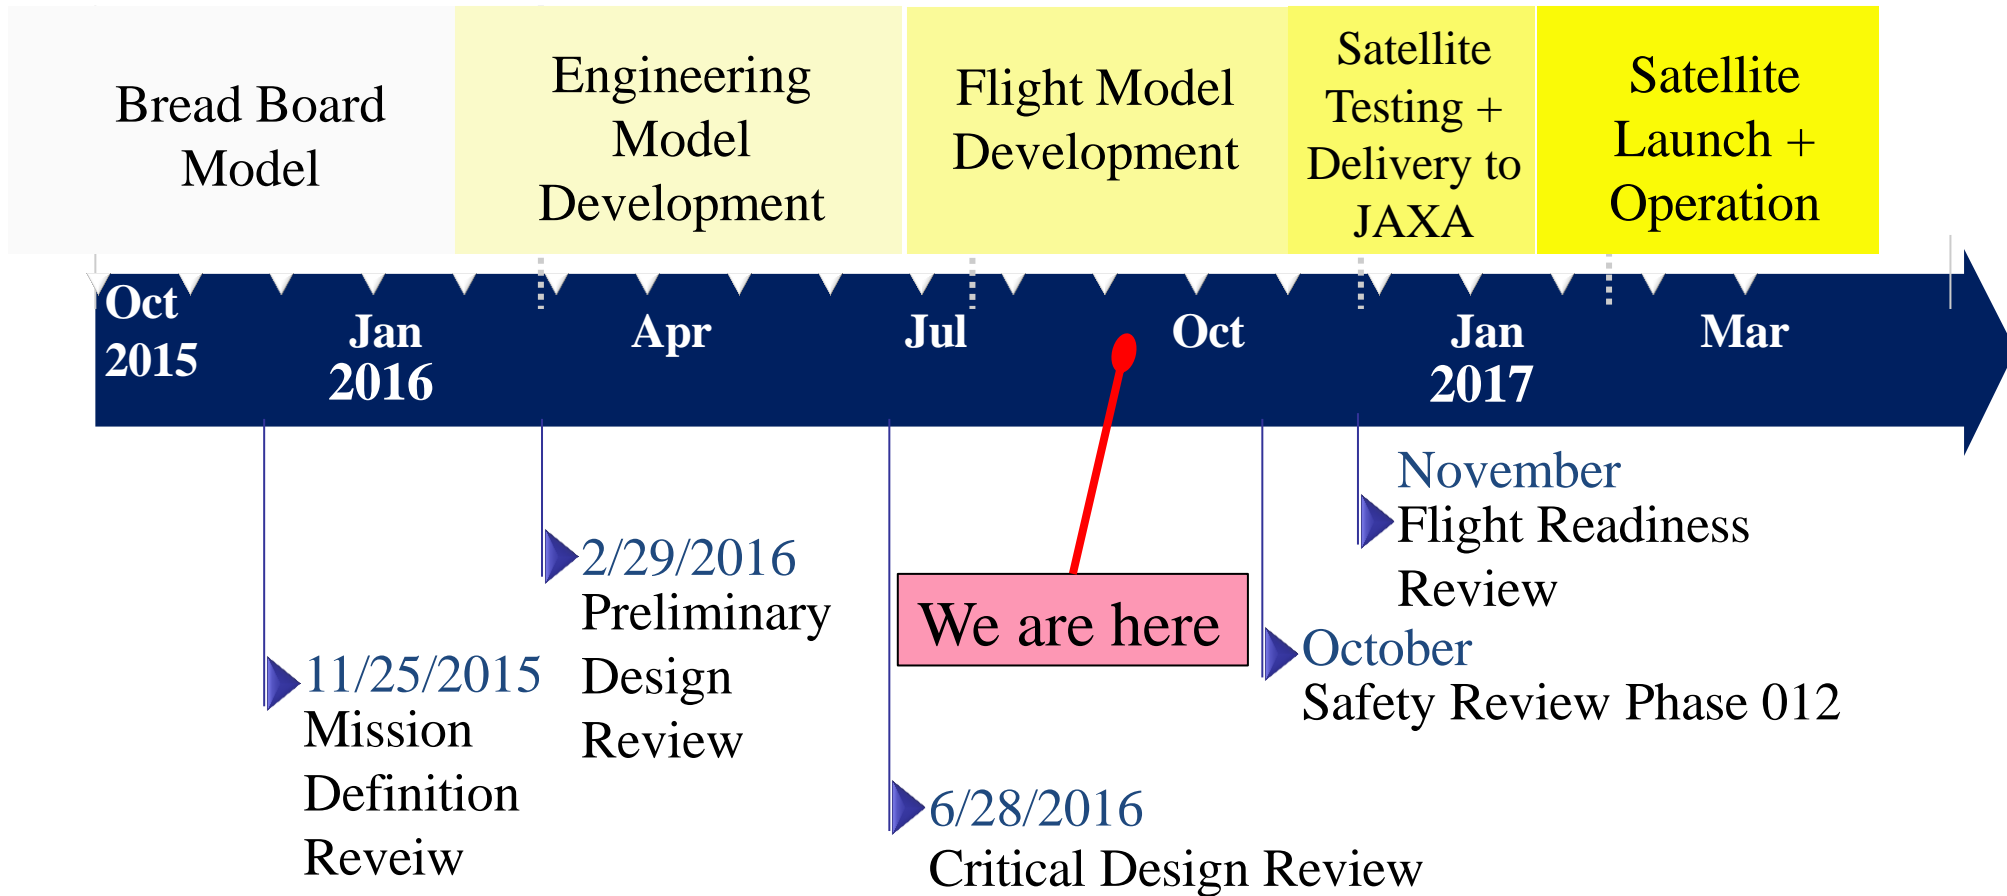 Bread Board
Model
Engineering
Model
Development
Flight Model
Development
Satellite
Testing +
Delivery to
JAXA
Satellite
Launch +
Operation
Oct
2015
Jan
2016
Apr
Jul
Oct
Jan
2017
Mar
11/25/2015
Mission
Definition
Reveiw
2/29/2016
Preliminary
Design
Review
6/28/2016
Critical Design Review
We are here
October
Safety Review Phase 012
November
Flight Readiness
Review